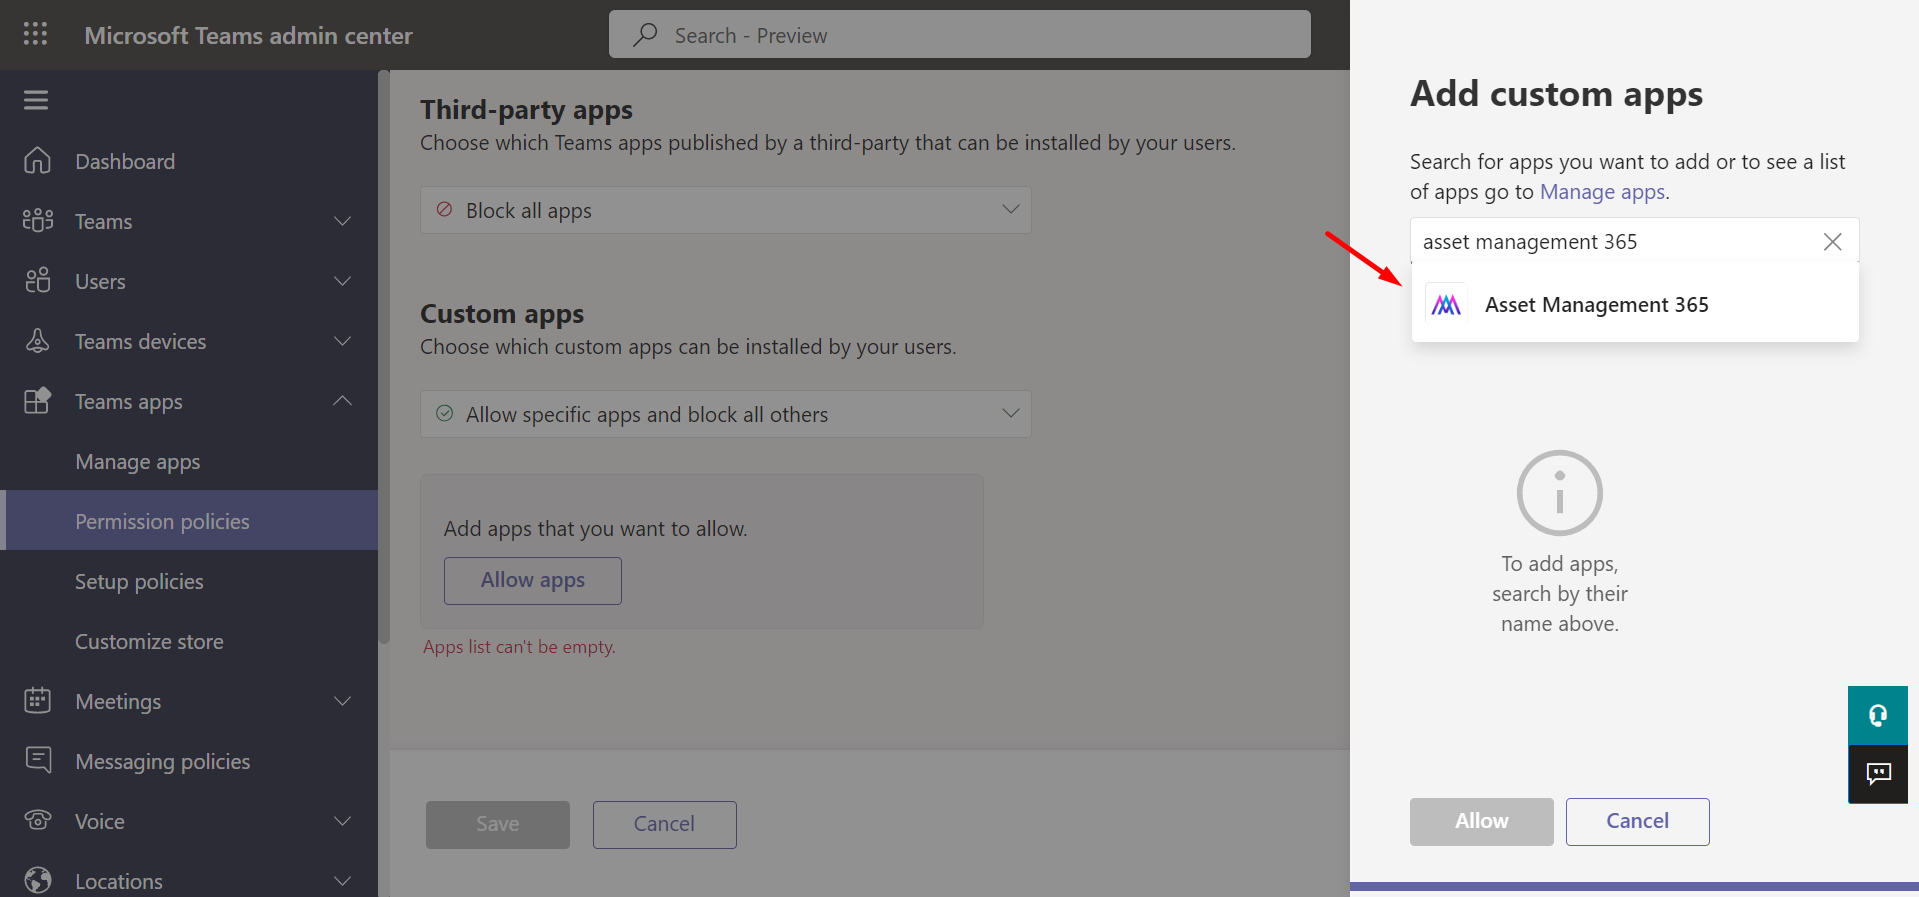 Microsoft Teams admin center
Search - Preview
Dashboard
Teams
Users
Teams devices
Teams apps
Manage apps
Permission policies
Setup policies
Customize store
Meetings
Messaging policies
Voice
Locations
Third-party apps
Choose which Teams apps published by a third-party that can be installed by your users.
Block all apps
Custom apps
Choose which custom apps can be installed by your users.
Allow specific apps and block all others
Add apps that you want to allow.
Allow apps
Apps list can't be empty.
Save
Cancel
Add custom apps
Search for apps you want to add or to see a list
of apps go to Manage apps.
asset management 365
Asset Management 365
To add apps,
search by their
name above.
Allow
Cancel